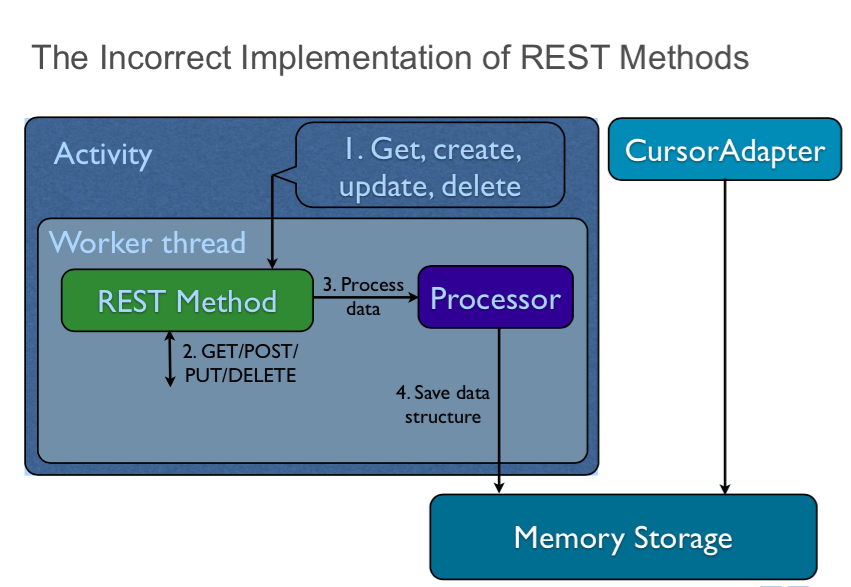 The Incorrect Implementation of REST Methods
Activity
1. Get, create,
update, delete
CursorAdapter
Worker thread
REST Method
3. Process
data
Processor
2. GET/POST/
PUT/DELETE
4. Save data
structure
Memory Storage